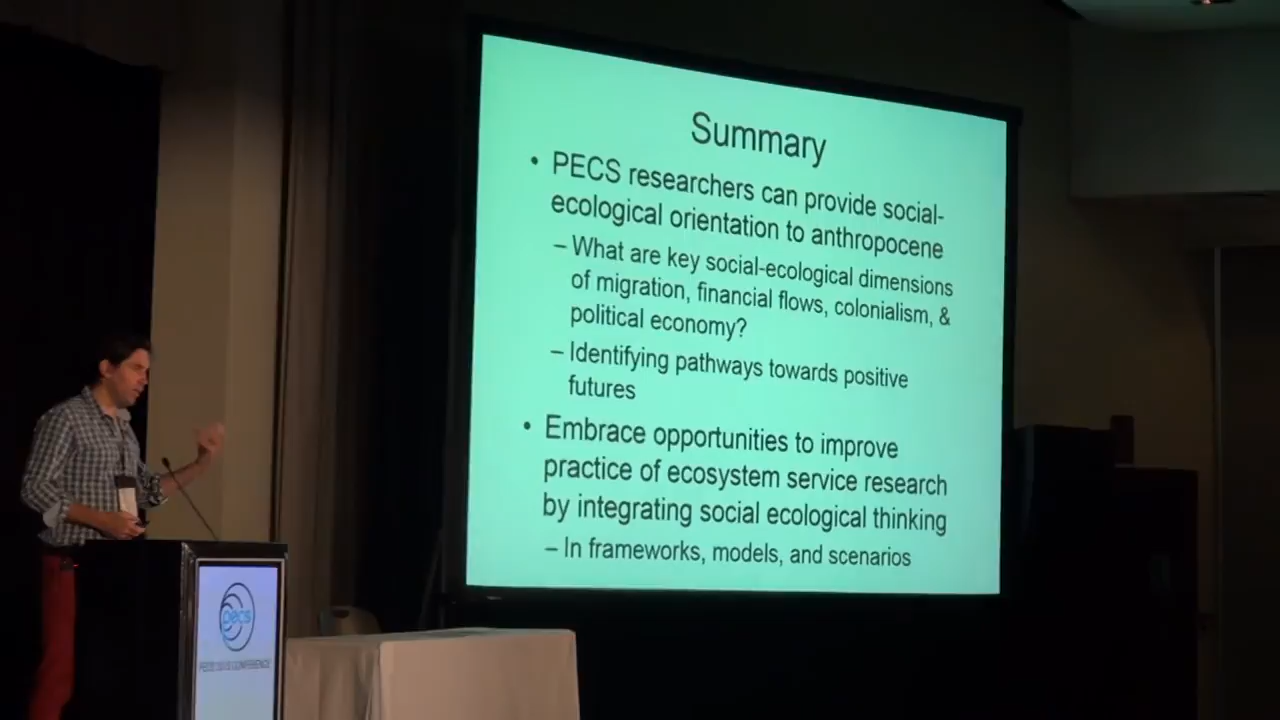 Summary
• PECS researchers can provide social-
ecological orientation to anthropocene
– What are key social-ecological dimensions
of migration, financial flows, colonialism, &
political economy?
– Identifying pathways towards positive
futures
• Embrace opportunities to improve
practice of ecosystem service research
by integrating social ecological thinking
– In frameworks, models, and scenarios
pecs
CONFERENCE